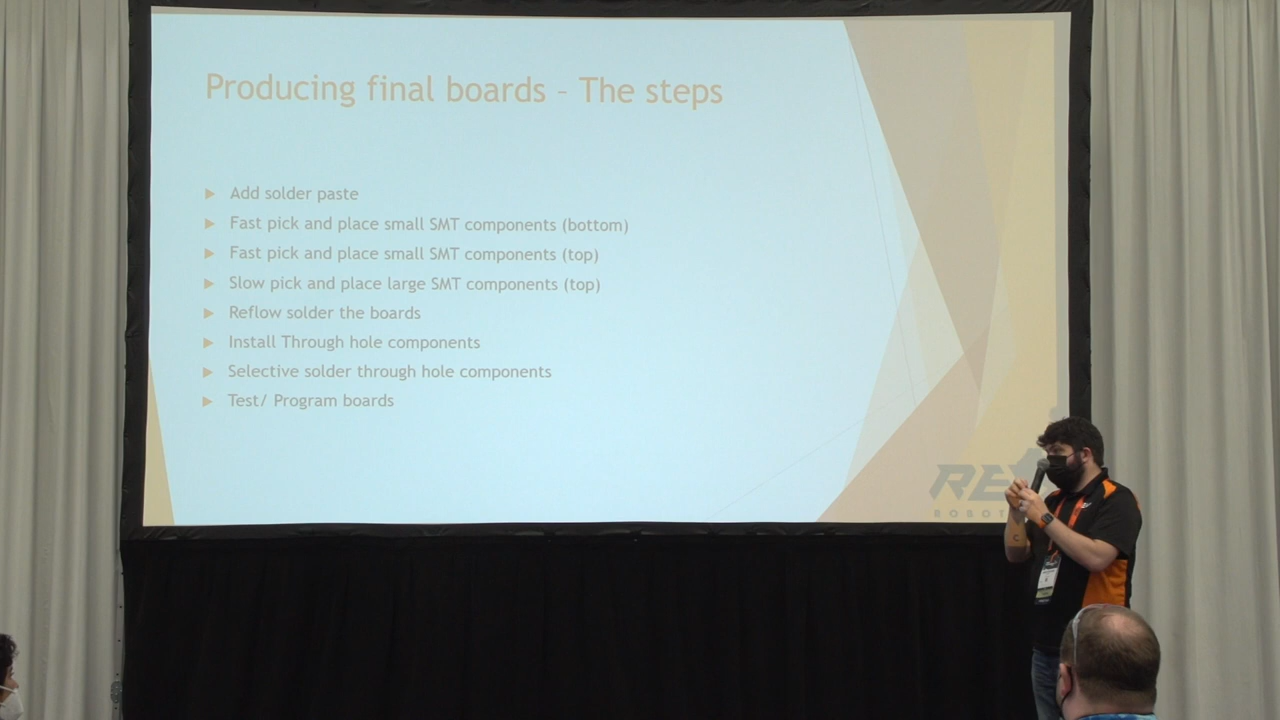 Producing final boards – The steps
Add solder paste
Fast pick and place small SMT components (bottom)
Fast pick and place small SMT components (top)
Slow pick and place large SMT components (top)
Reflow solder the boards
Install Through hole components
Selective solder through hole components
Test/ Program boards